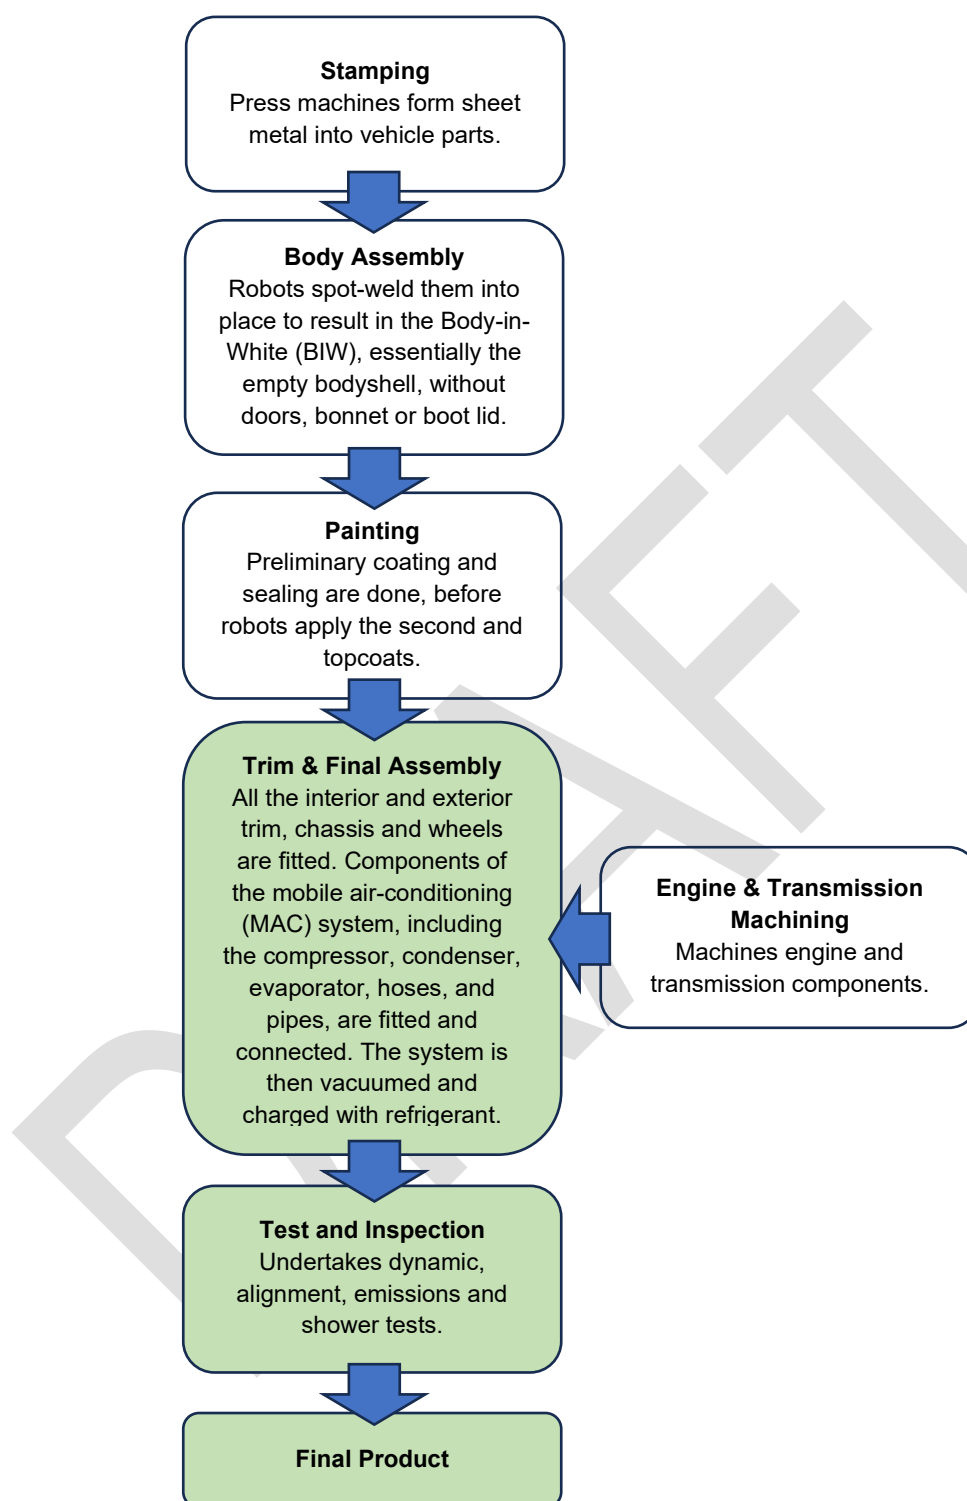 Stamping
Press machines form sheet
metal into vehicle parts.
Body Assembly
Robots spot-weld them into
place to result in the Body-in-
White (BIW), essentially the
empty bodyshell, without
doors, bonnet or boot lid.
Painting
Preliminary coating and
sealing are done, before
robots apply the second and
topcoats.
Trim & Final Assembly
All the interior and exterior
trim, chassis and wheels
are fitted. Components of
the mobile air-conditioning
(MAC) system, including
the compressor, condenser,
evaporator, hoses, and
pipes, are fitted and
connected. The system is
then vacuumed and
charged with refrigerant.
Engine & Transmission
Machining
Machines engine and
transmission components.
Test and Inspection
Undertakes dynamic,
alignment, emissions and
shower tests.
Final Product
DRAFT